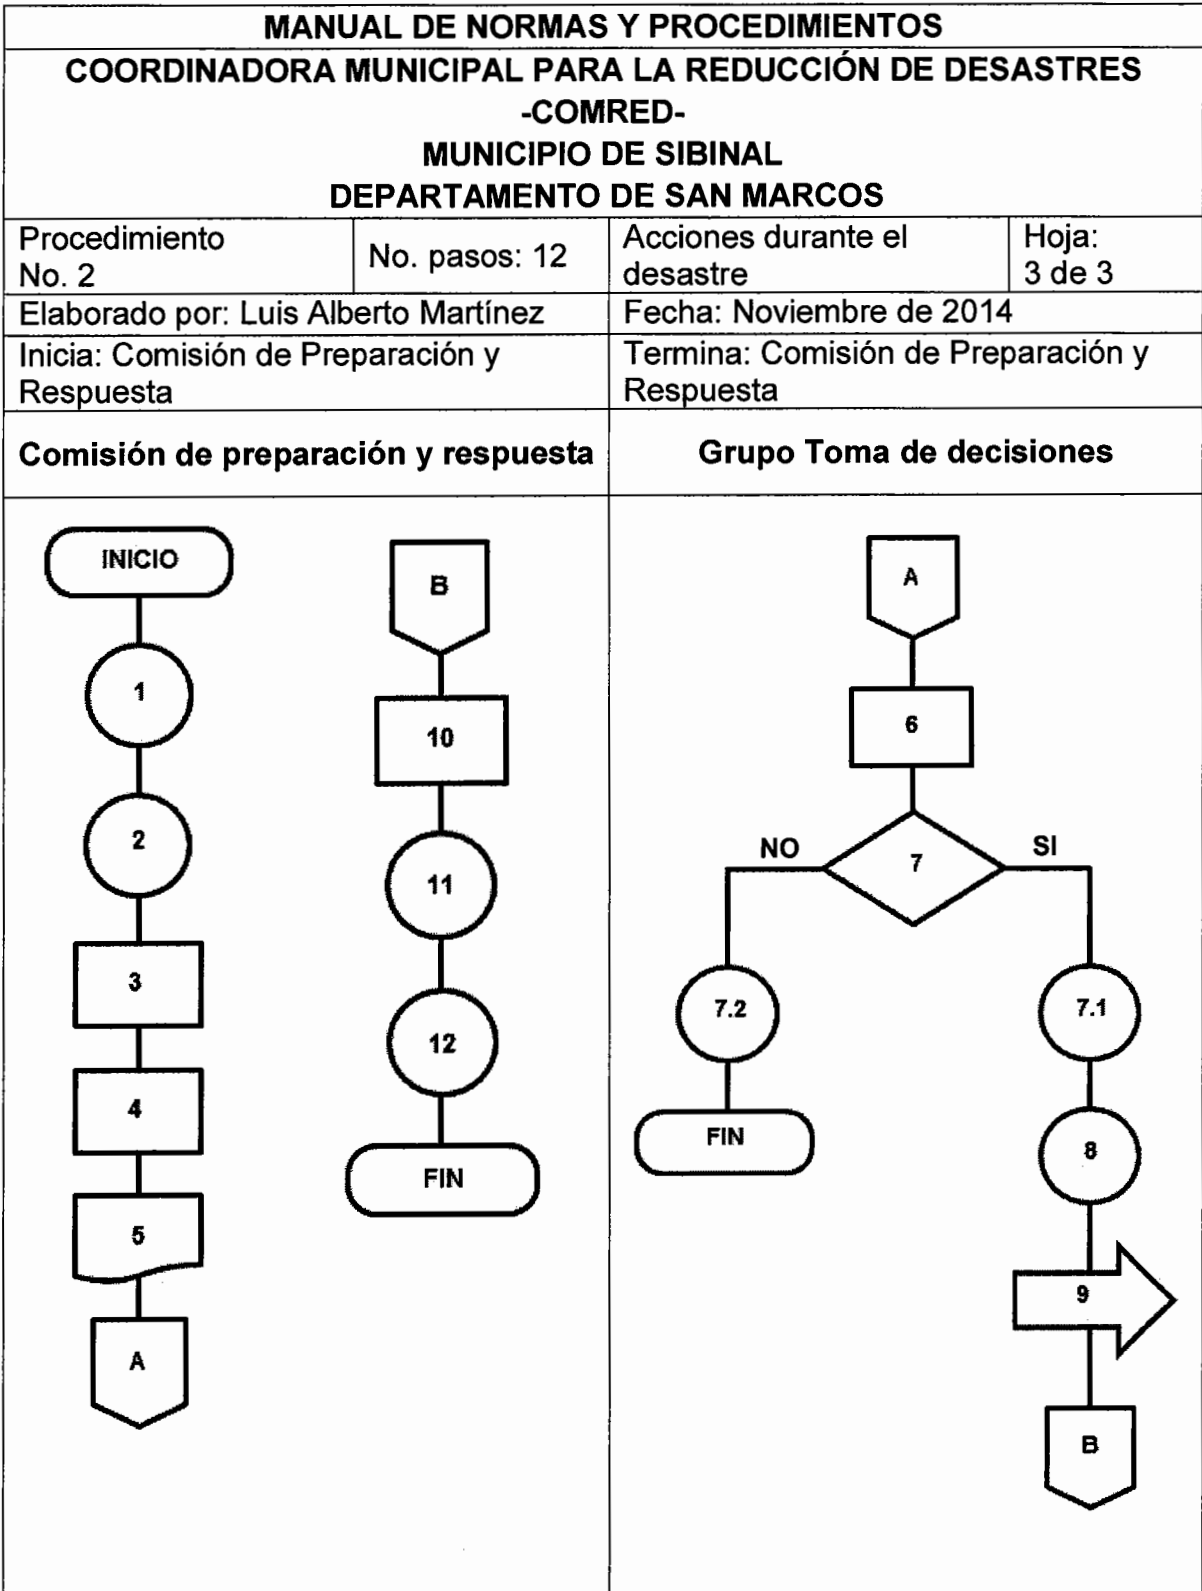 MANUAL DE NORMAS Y PROCEDIMIENTOS
COORDINADORA MUNICIPAL PARA LA REDUCCIÓN DE DESASTRES
-COMRED-
MUNICIPIO DE SIBINAL
DEPARTAMENTO DE SAN MARCOS
Procedimiento
No. 2
No. pasos: 12
Acciones durante el
desastre
Hoja:
3 de 3
Elaborado por: Luis Alberto Martínez
Fecha: Noviembre de 2014
Inicia: Comisión de Preparación y
Respuesta
Termina: Comisión de Preparación y
Respuesta
Comisión de preparación y respuesta
Grupo Toma de decisiones
INICIO
1
2
3
4
5
A
B
10
11
12
FIN
A
6
7
NO
SI
7.2
FIN
7.1
8
9
B